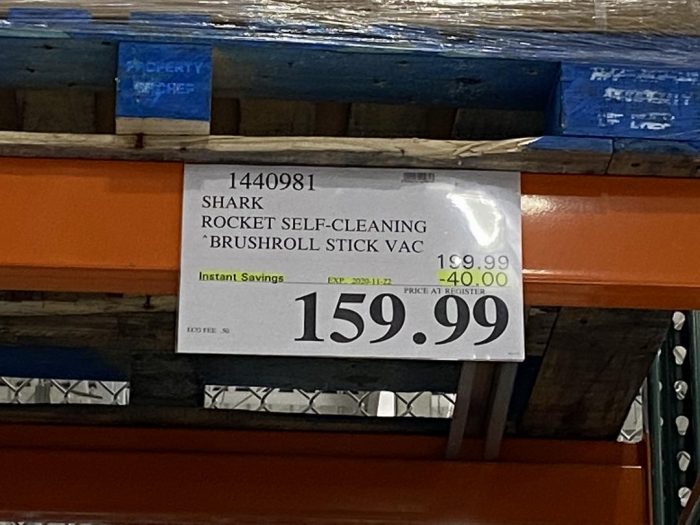 PROPERTY
1440981
SHARK
ROCKET SELF-CLEANING
^BRUSHROLL STICK VAC
199.99
Instant Savings EXP. 2020-11-22 -40.00
PRICE AT REGISTER
ECO FEE .50 159.99